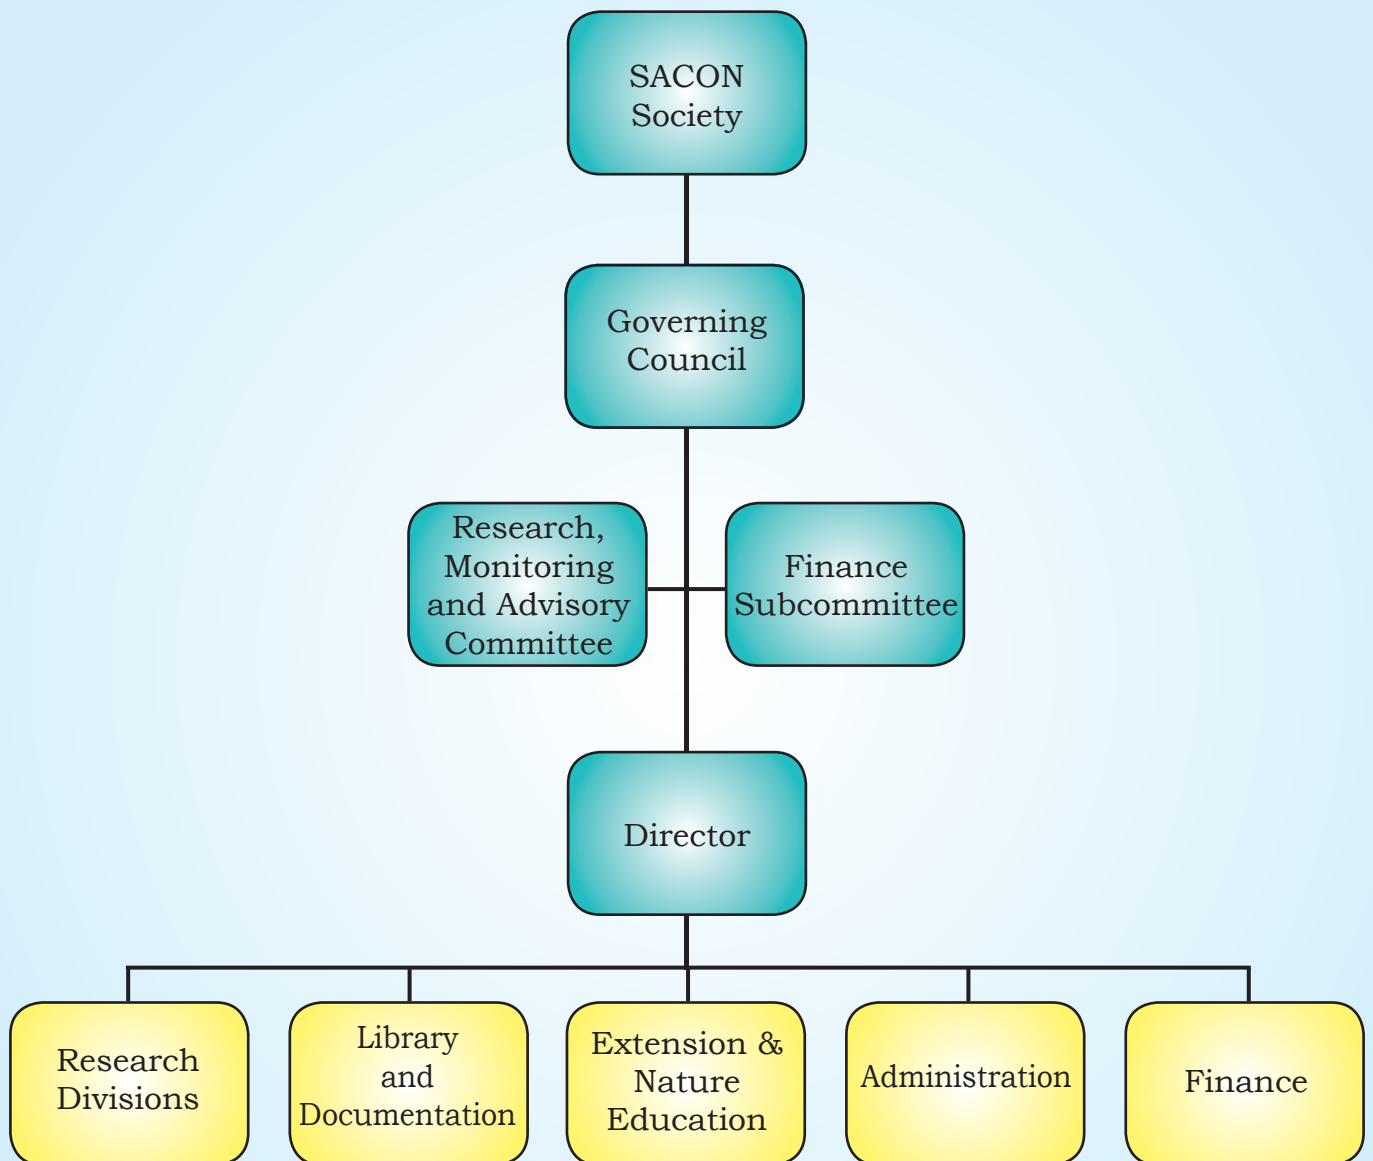 SACON
Society
Governing
Council
Research,
Monitoring
and Advisory
Committee
Finance
Subcommittee
Director
Research
Divisions
Library
and
Documentation
Extension &
Nature
Education
Administration
Finance